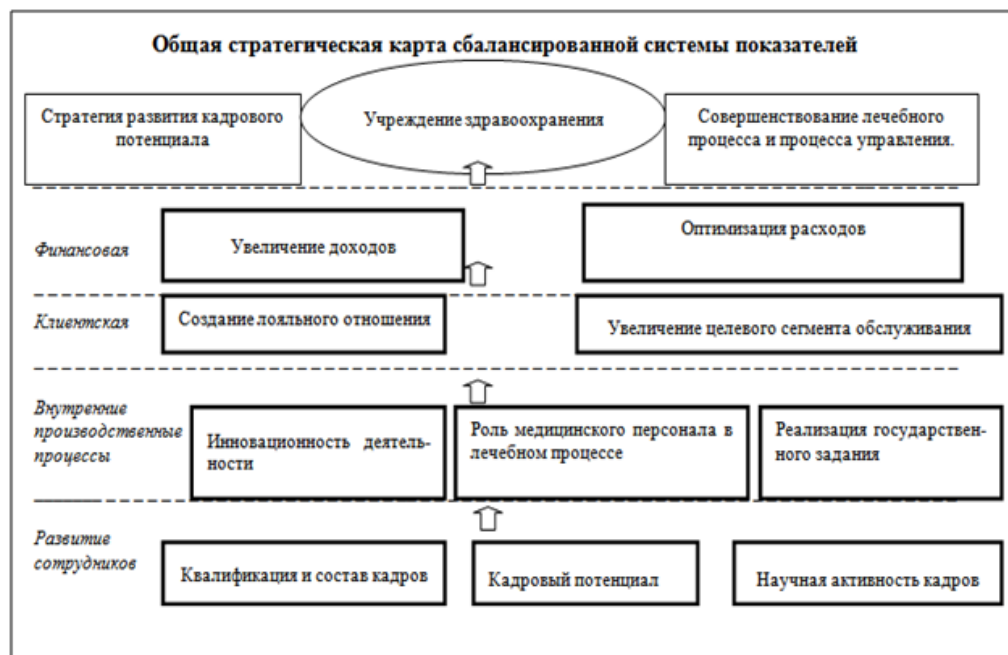 Общая стратегическая карта сбалансированной системы показателей
Стратегия развития кадрового
потенциала
Учреждение здравоохранения
Совершенствование лечебного
процесса и процесса управления.
Финансовая
Увеличение доходов
Оптимизация расходов
Клиентская
Создание лояльного отношения
Увеличение целевого сегмента обслуживания
Внутренние
производственные
процессы
Инновационность деятель-
ности
Роль медицинского персонала в
лечебном процессе
Реализация государствен-
ного задания
Развитие
сотрудников
Квалификация и состав кадров
Кадровый потенциал
Научная активность кадров